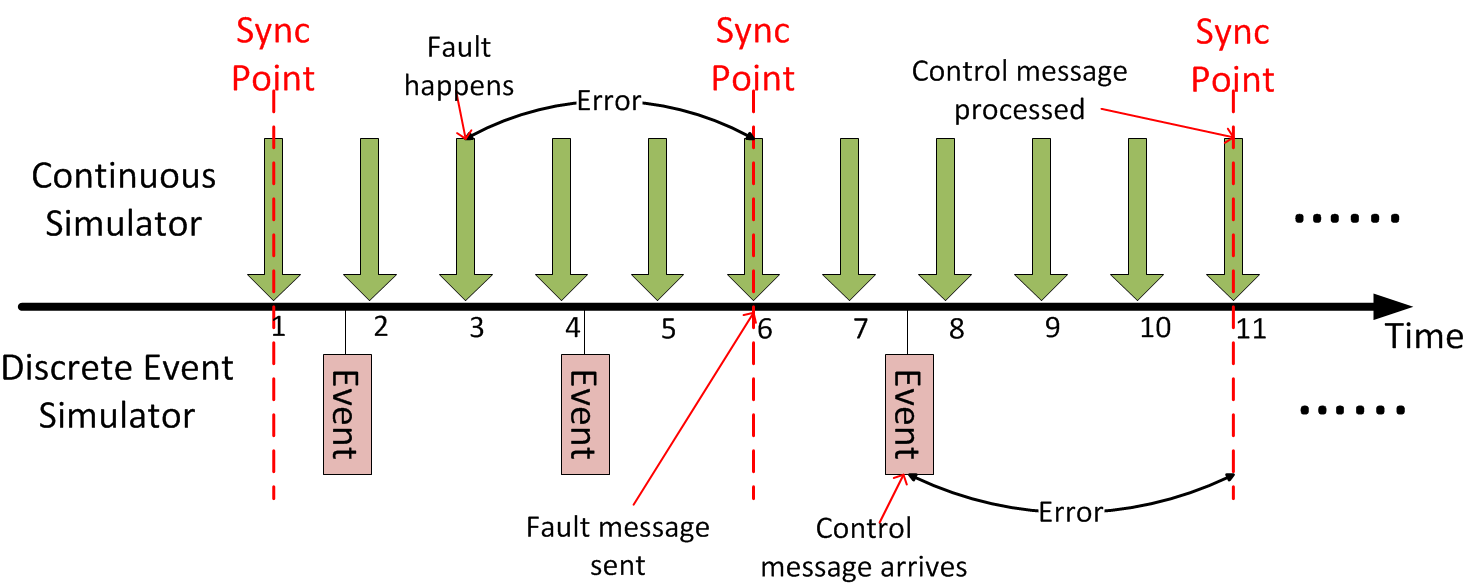 Sync
Point
Sync
Point
Sync
Point
Fault
happens
Error
Control message
processed
Continuous
Simulator
......
1 2 3 4 5 6 7 8 9 10 11
Time
Discrete Event
Simulator
Event
Event
Event
......
Fault message
sent
Control
message arrives
Error